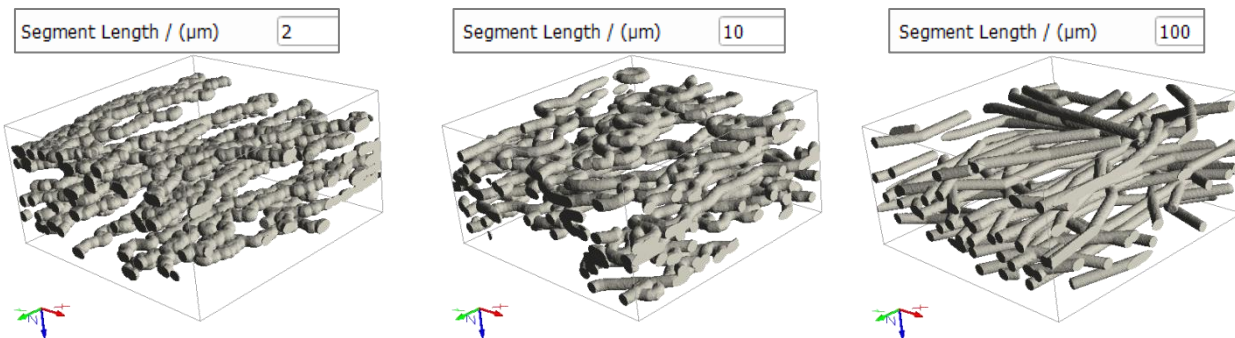 Segment Length / (µm) 2
Segment Length / (µm) 10
Segment Length / (µm) 100